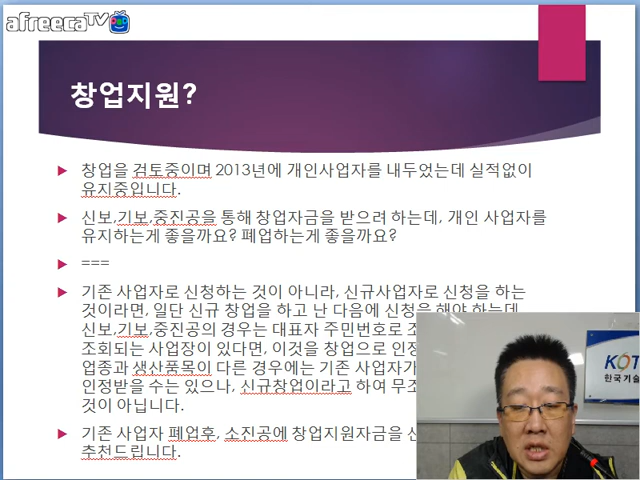 afreecaTV
창업지원?
창업을 검토중이며 2013년에 개인사업자를 내두었는데 실적없이
유지중입니다.
신보,기보,중진공을 통해 창업자금을 받으려 하는데, 개인 사업자를
유지하는게 좋을까요? 폐업하는게 좋을까요?
===
기존 사업자로 신청하는 것이 아니라, 신규사업자로 신청을 하는
것이라면, 일단 신규 창업을 하고 난 다음에 신청을 해야 하는데
신보,기보,중진공의 경우는 대표자 주민번호로
조회되는 사업장이 있다면, 이것을 창업으로
업종과 생산품목이 다른 경우에는 기존
인정받을 수는 있으나, 신규창업이라고 하여
것이 아닙니다.
기존 사업자 폐업후, 소진공에 창업지원자금을
추천드립니다.
한국기술